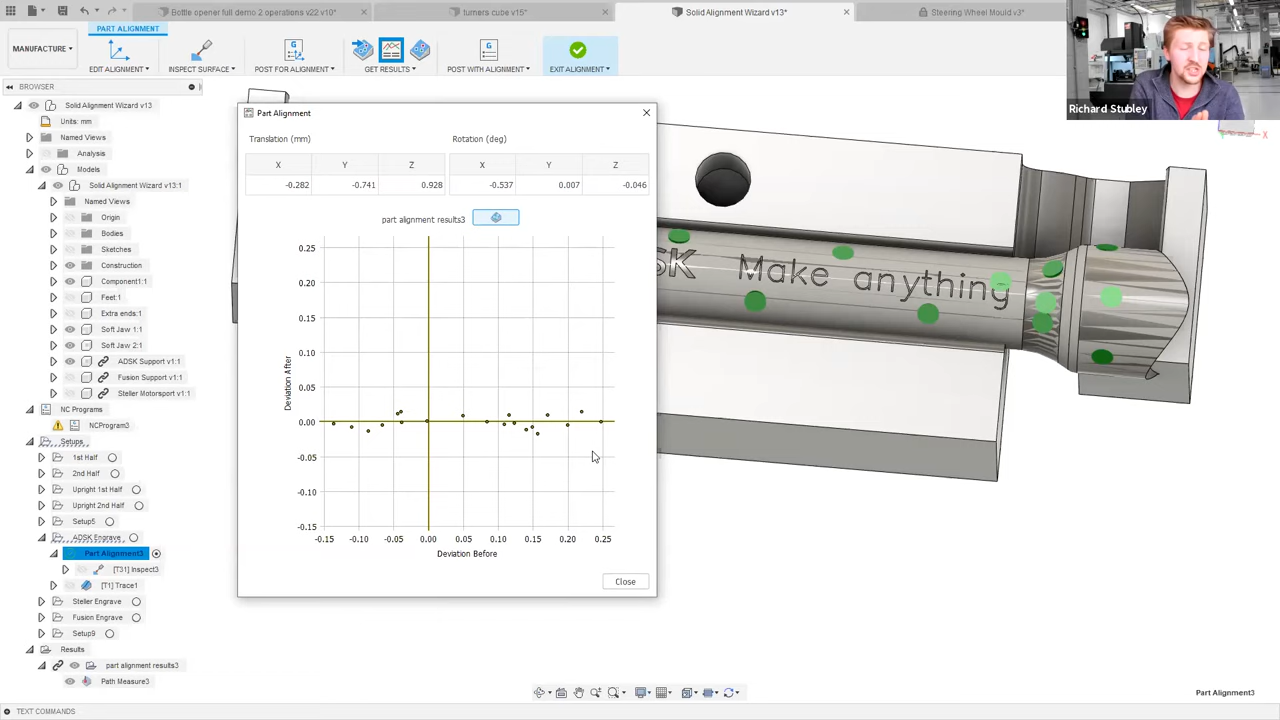 Bottle opener full demo 2 operations v22 v10*
turners cube v15*
Solid Alignment Wizard v13*
Steering Wheel Mould v3*
PART ALIGNMENT
MANUFACTURE
EDIT ALIGNMENT
INSPECT SURFACE
POST FOR ALIGNMENT
GET RESULTS
POST WITH ALIGNMENT
EXIT ALIGNMENT
Richard Stubley
BROWSER
Solid Alignment Wizard v13
Units: mm
Named Views
Analysis
Models
Solid Alignment Wizard v13:1
Named Views
Origin
Bodies
Sketches
Construction
Component1:1
Feet:1
Extra ends:1
Soft Jaw 1:1
Soft Jaw 2:1
ADSK Support v1:1
Fusion Support v1:1
Steller Motorsport v1:1
NC Programs
NCProgram3
Setups
1st Half
2nd Half
Upright 1st Half
Upright 2nd Half
Setup5
ADSK Engrave
Part Alignment3
[T31] Inspect3
[T1] Trace1
Steller Engrave
Fusion Engrave
Setup9
Results
part alignment results3
Path Measure3
Part Alignment
Translation (mm)
Rotation (deg)
X Y Z X Y Z
-0.282 -0.741 0.928 -0.537 0.007 -0.046
part alignment results3
0.25
0.20
0.15
0.10
0.05
0.00
-0.05
-0.10
-0.15
Deviation After
-0.15 -0.10 -0.05 0.00 0.05 0.10 0.15 0.20 0.25
Deviation Before
Close
SK Make anything
X
Part Alignment3
TEXT COMMANDS